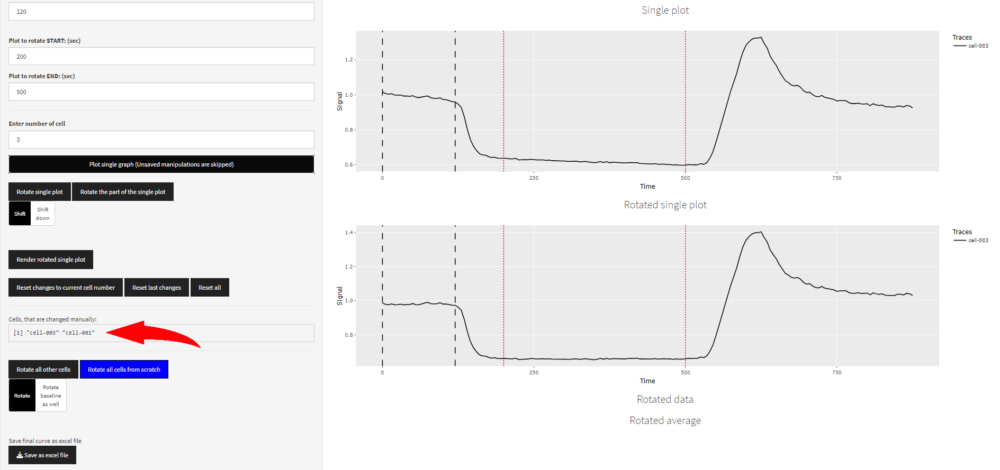 120
Plot to rotate START: (sec)
200
Plot to rotate END: (sec)
500
Enter number of cell
3
Plot single graph (Unsaved manipulations are skipped)
Rotate single plot
Rotate the part of the single plot
Shift
Shift
down
Render rotated single plot
Reset changes to current cell number
Reset last changes
Reset all
Cells, that are changed manually:
[1] "cell-003" "cell-001"
Rotate all other cells
Rotate all cells from scratch
Rotate
Rotate
baseline
as well
Save final curve as excel file
Save as excel file
Single plot
SIgnal
1.2
1.0
0.8
0.6
0
250
500
750
Time
Traces
cell-003
Rotated single plot
SIgnal
1.4
1.2
1.0
0.8
0
250
500
750
Time
Traces
cell-003
Rotated data
Rotated average